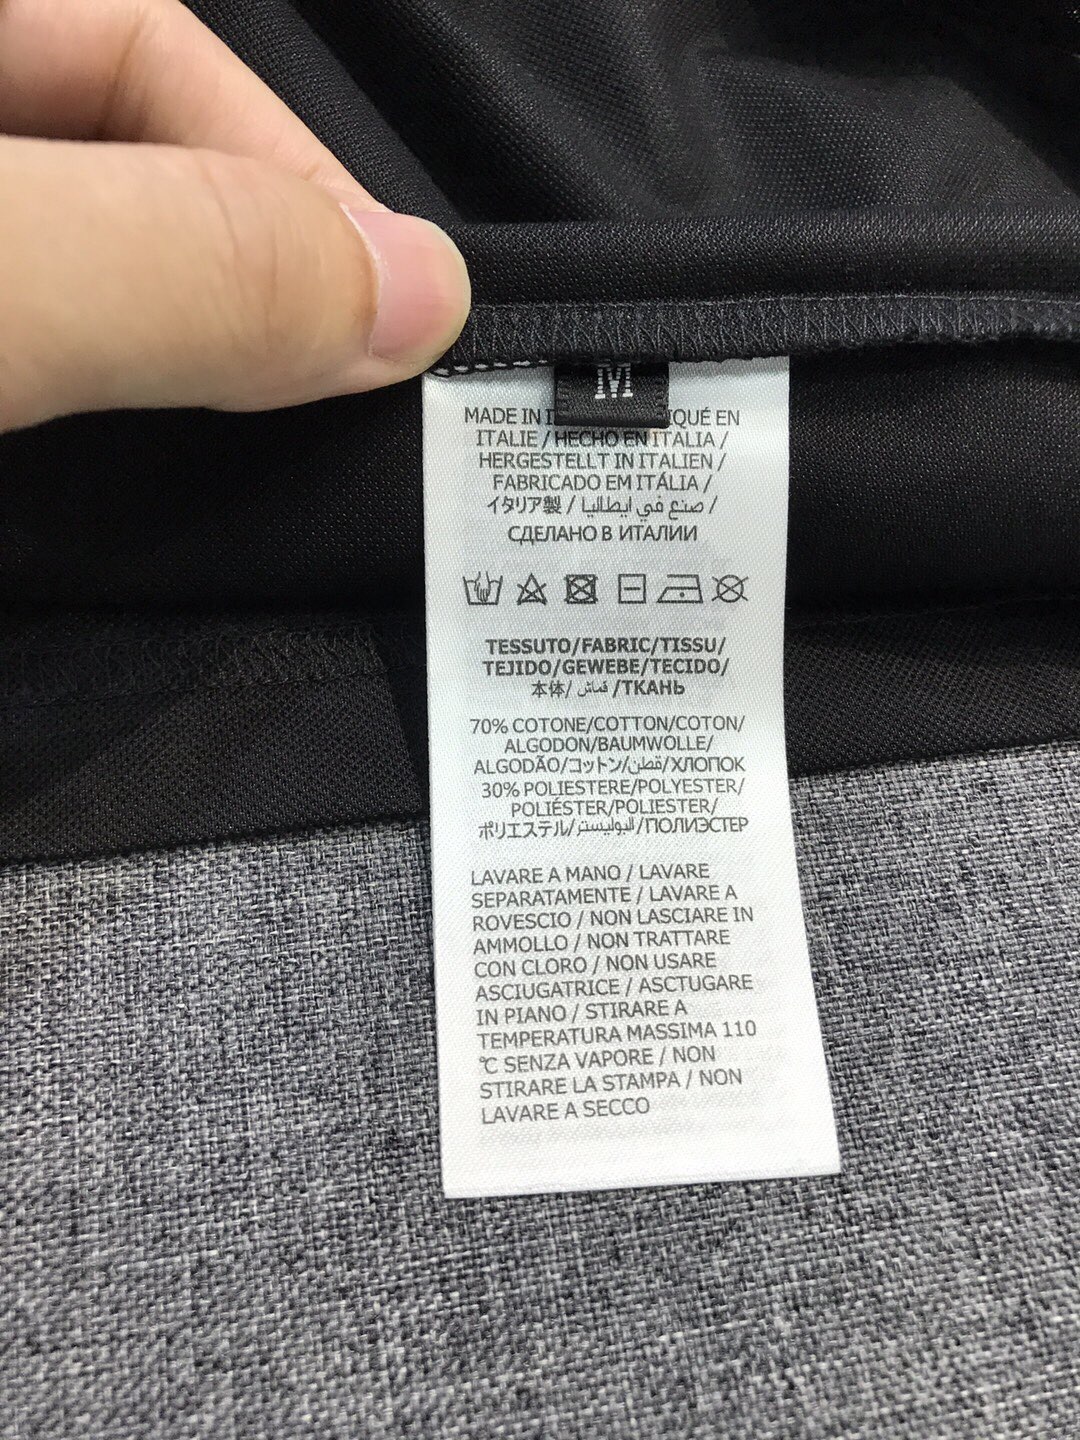 M
MADE IN I QUÉ EN
ITALIE / HECHO EN ITALIA /
HERGESTELLT IN ITALIEN /
FABRICADO EM ITÁLIA /
イタリア製 / صنع في ايطاليا /
СДЕЛАНО В ИТАЛИИ
TESSUTO/FABRIC/TISSU/
TEJIDO/GEWEBE/TECIDO/
本体/ قماش /ТКАНЬ
70% COTONE/COTTON/COTON/
ALGODON/BAUMWOLLE/
ALGODÃO/コットン/قطن/ХЛОПОК
30% POLIESTERE/POLYESTER/
POLIÉSTER/POLIESTER/
ポリエステル/البوليستر/ПОЛИЭСТЕР
LAVARE A MANO / LAVARE
SEPARATAMENTE / LAVARE A
ROVESCIO / NON LASCIARE IN
AMMOLLO / NON TRATTARE
CON CLORO / NON USARE
ASCIUGATRICE / ASCTUGARE
IN PIANO / STIRARE A
TEMPERATURA MASSIMA 110
℃ SENZA VAPORE / NON
STIRARE LA STAMPA / NON
LAVARE A SECCO